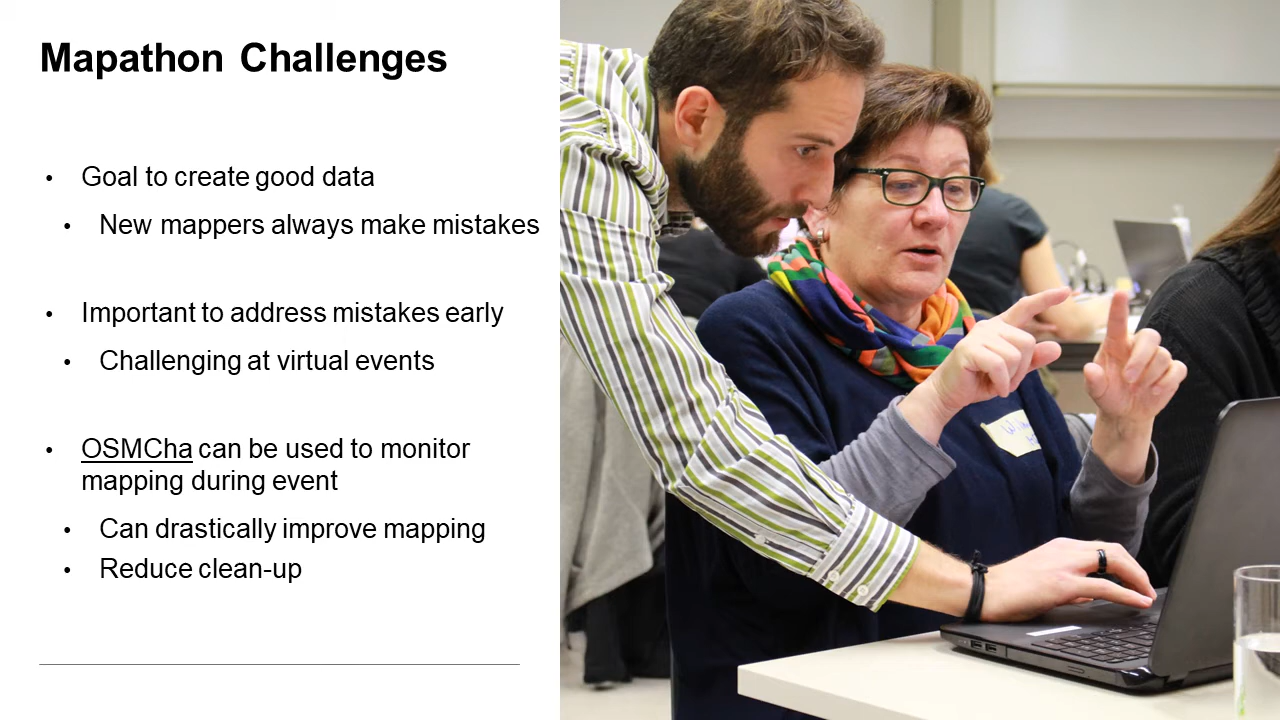 Mapathon Challenges
• Goal to create good data
• New mappers always make mistakes
• Important to address mistakes early
• Challenging at virtual events
• OSMCha can be used to monitor
mapping during event
• Can drastically improve mapping
• Reduce clean-up